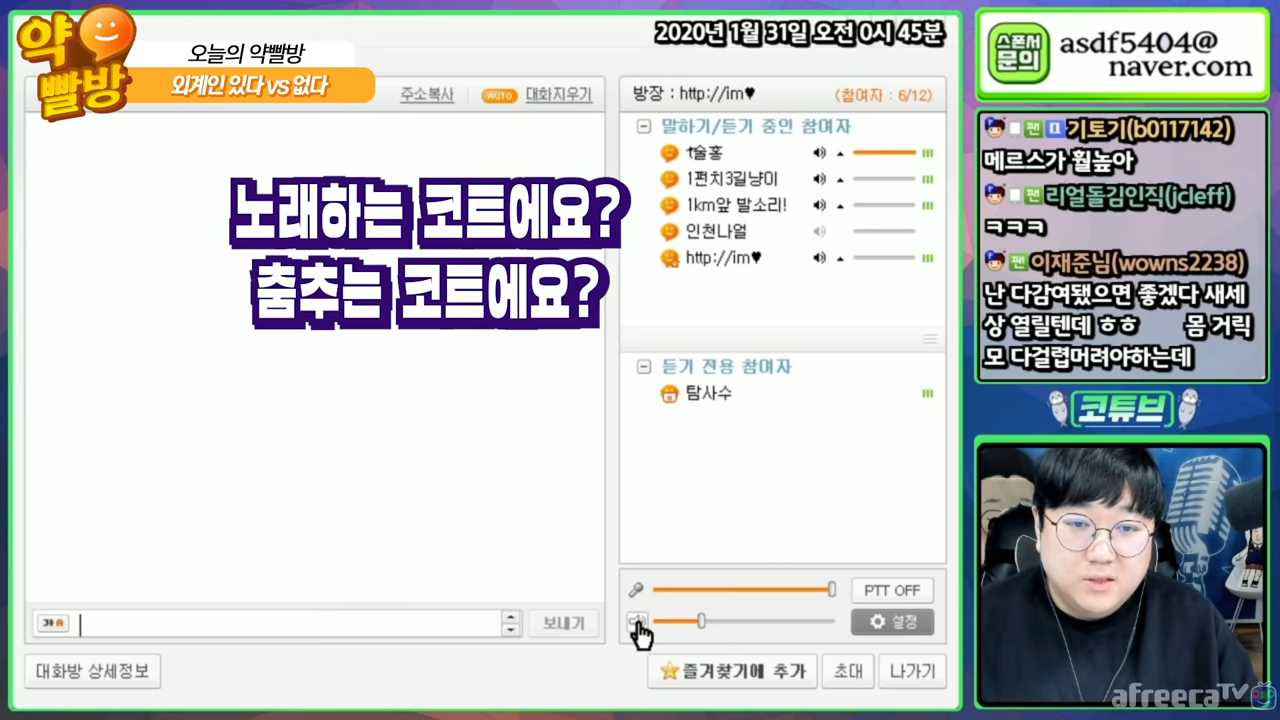 약빨방
오늘의 약빨방
외계인 있다 vs 없다
2020년 1월 31일 오전 0시 45분
주소복사
AUTO
대화지우기
노래하는 코트에요?
춤추는 코트에요?
가A
보내기
대화방 상세정보
방장 : http://im♥
(참여자 : 6/12)
말하기/듣기 중인 참여자
t술홍
1펀치3길냥이
1km앞 발소리!
인천나얼
http://im♥
듣기 전용 참여자
탐사수
PTT OFF
설정
즐겨찾기에 추가
초대
나가기
스폰서
문의
asdf5404@
naver.com
팬
기토기(b0117142)
메르스가 훨높아
팬
리얼돌김인직(jcleff)
ㅋㅋㅋ
팬
이재준님(wowns2238)
난 다감여됐으면 좋겠다 새세
상 열릴텐데 ㅎㅎ 몸 거릭
모 다걸렵머려야하는데
코튜브
afreecaTV